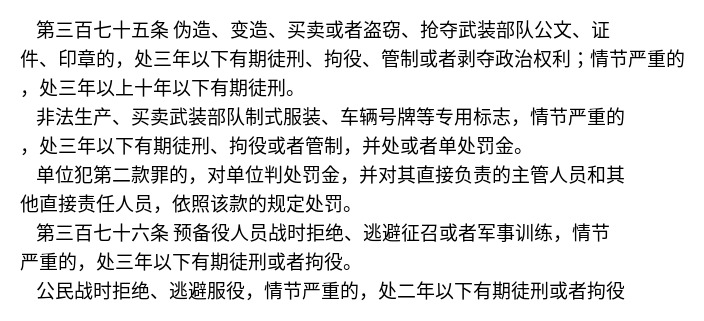 第三百七十五条 伪造、变造、买卖或者盗窃、抢夺武装部队公文、证
件、印章的，处三年以下有期徒刑、拘役、管制或者剥夺政治权利；情节严重的
，处三年以上十年以下有期徒刑。
非法生产、买卖武装部队制式服装、车辆号牌等专用标志，情节严重的
，处三年以下有期徒刑、拘役或者管制，并处或者单处罚金。
单位犯第二款罪的，对单位判处罚金，并对其直接负责的主管人员和其
他直接责任人员，依照该款的规定处罚。
第三百七十六条 预备役人员战时拒绝、逃避征召或者军事训练，情节
严重的，处三年以下有期徒刑或者拘役。
公民战时拒绝、逃避服役，情节严重的，处二年以下有期徒刑或者拘役